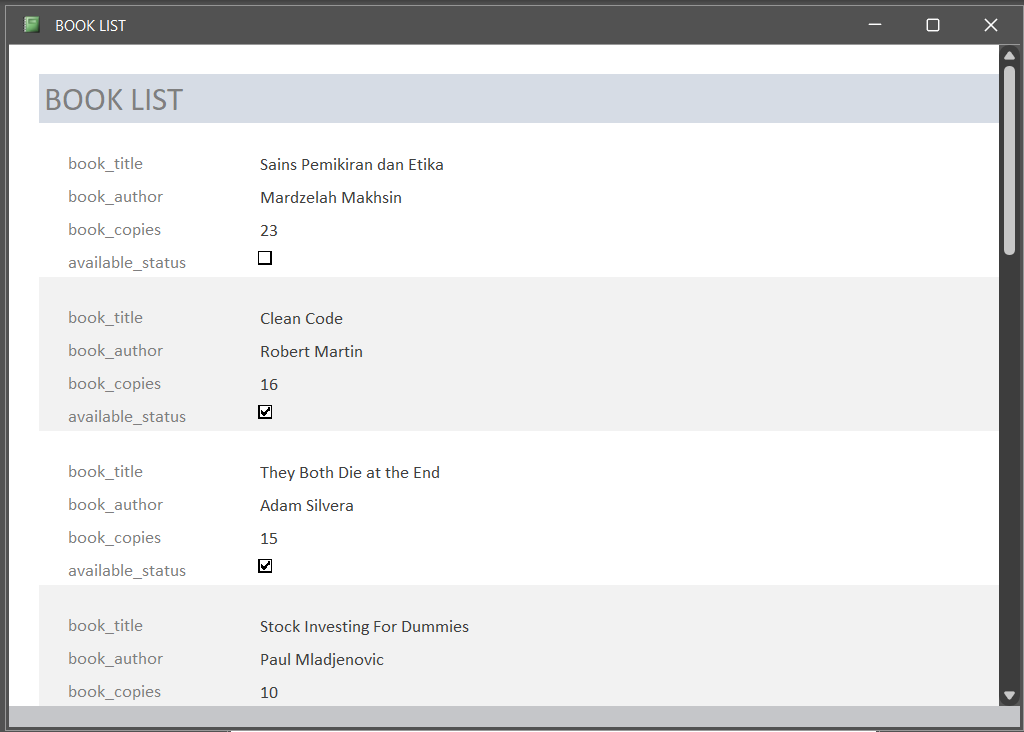 BOOK LIST
BOOK LIST
book_title Sains Pemikiran dan Etika
book_author Mardzelah Makhsin
book_copies 23
available_status
book_title Clean Code
book_author Robert Martin
book_copies 16
available_status
book_title They Both Die at the End
book_author Adam Silvera
book_copies 15
available_status
book_title Stock Investing For Dummies
book_author Paul Mladjenovic
book_copies 10